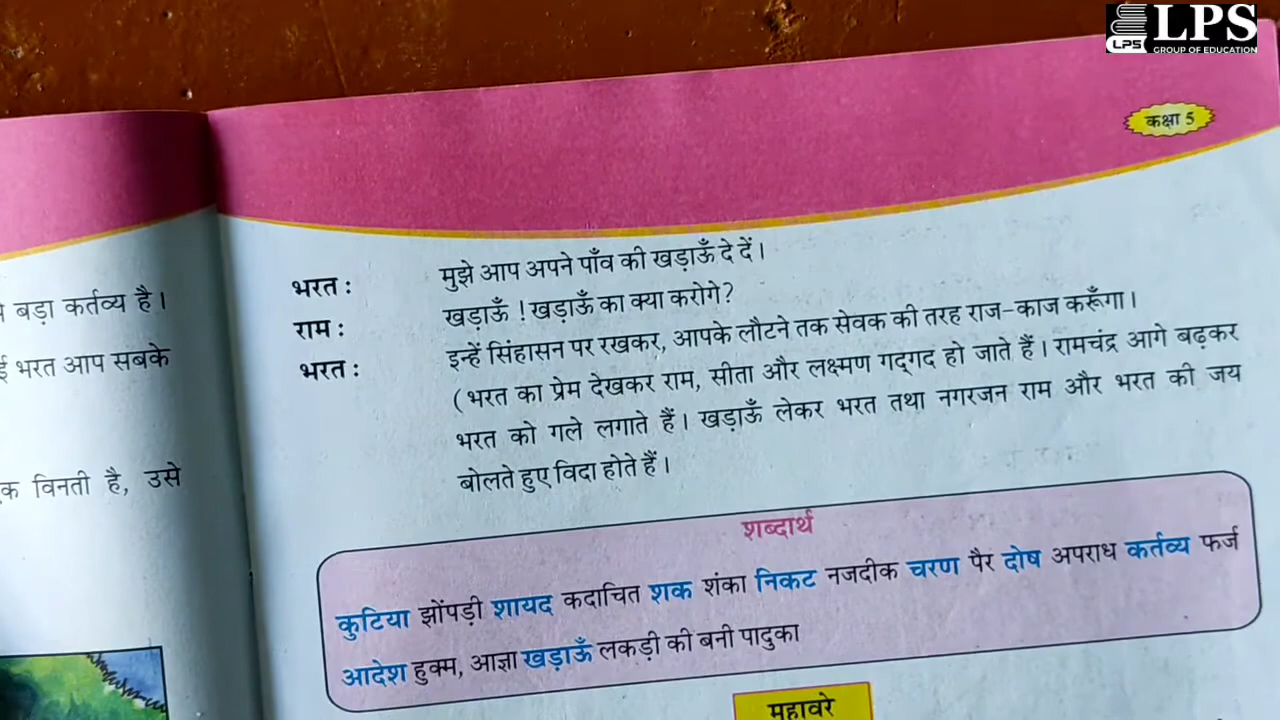 LPS
LPS
GROUP OF EDUCATION
कक्षा 5
बड़ा कर्तव्य है।
भरत आप सबके
विनती है, उसे
भरत : मुझे आप अपने पाँव की खड़ाऊँ दे दें।
राम : खड़ाऊँ ! खड़ाऊँ का क्या करोगे?
भरत : इन्हें सिंहासन पर रखकर, आपके लौटने तक सेवक की तरह राज-काज करूँगा।
(भरत का प्रेम देखकर राम, सीता और लक्ष्मण गद्‌गद हो जाते हैं। रामचंद्र आगे बढ़कर
भरत को गले लगाते हैं। खड़ाऊँ लेकर भरत तथा नगरजन राम और भरत की जय
बोलते हुए विदा होते हैं।
शब्दार्थ
कुटिया झोंपड़ी शायद कदाचित शक शंका निकट नजदीक चरण पैर दोष अपराध कर्तव्य फर्ज
आदेश हुक्म, आज्ञा खड़ाऊँ लकड़ी की बनी पादुका
मुहावरे